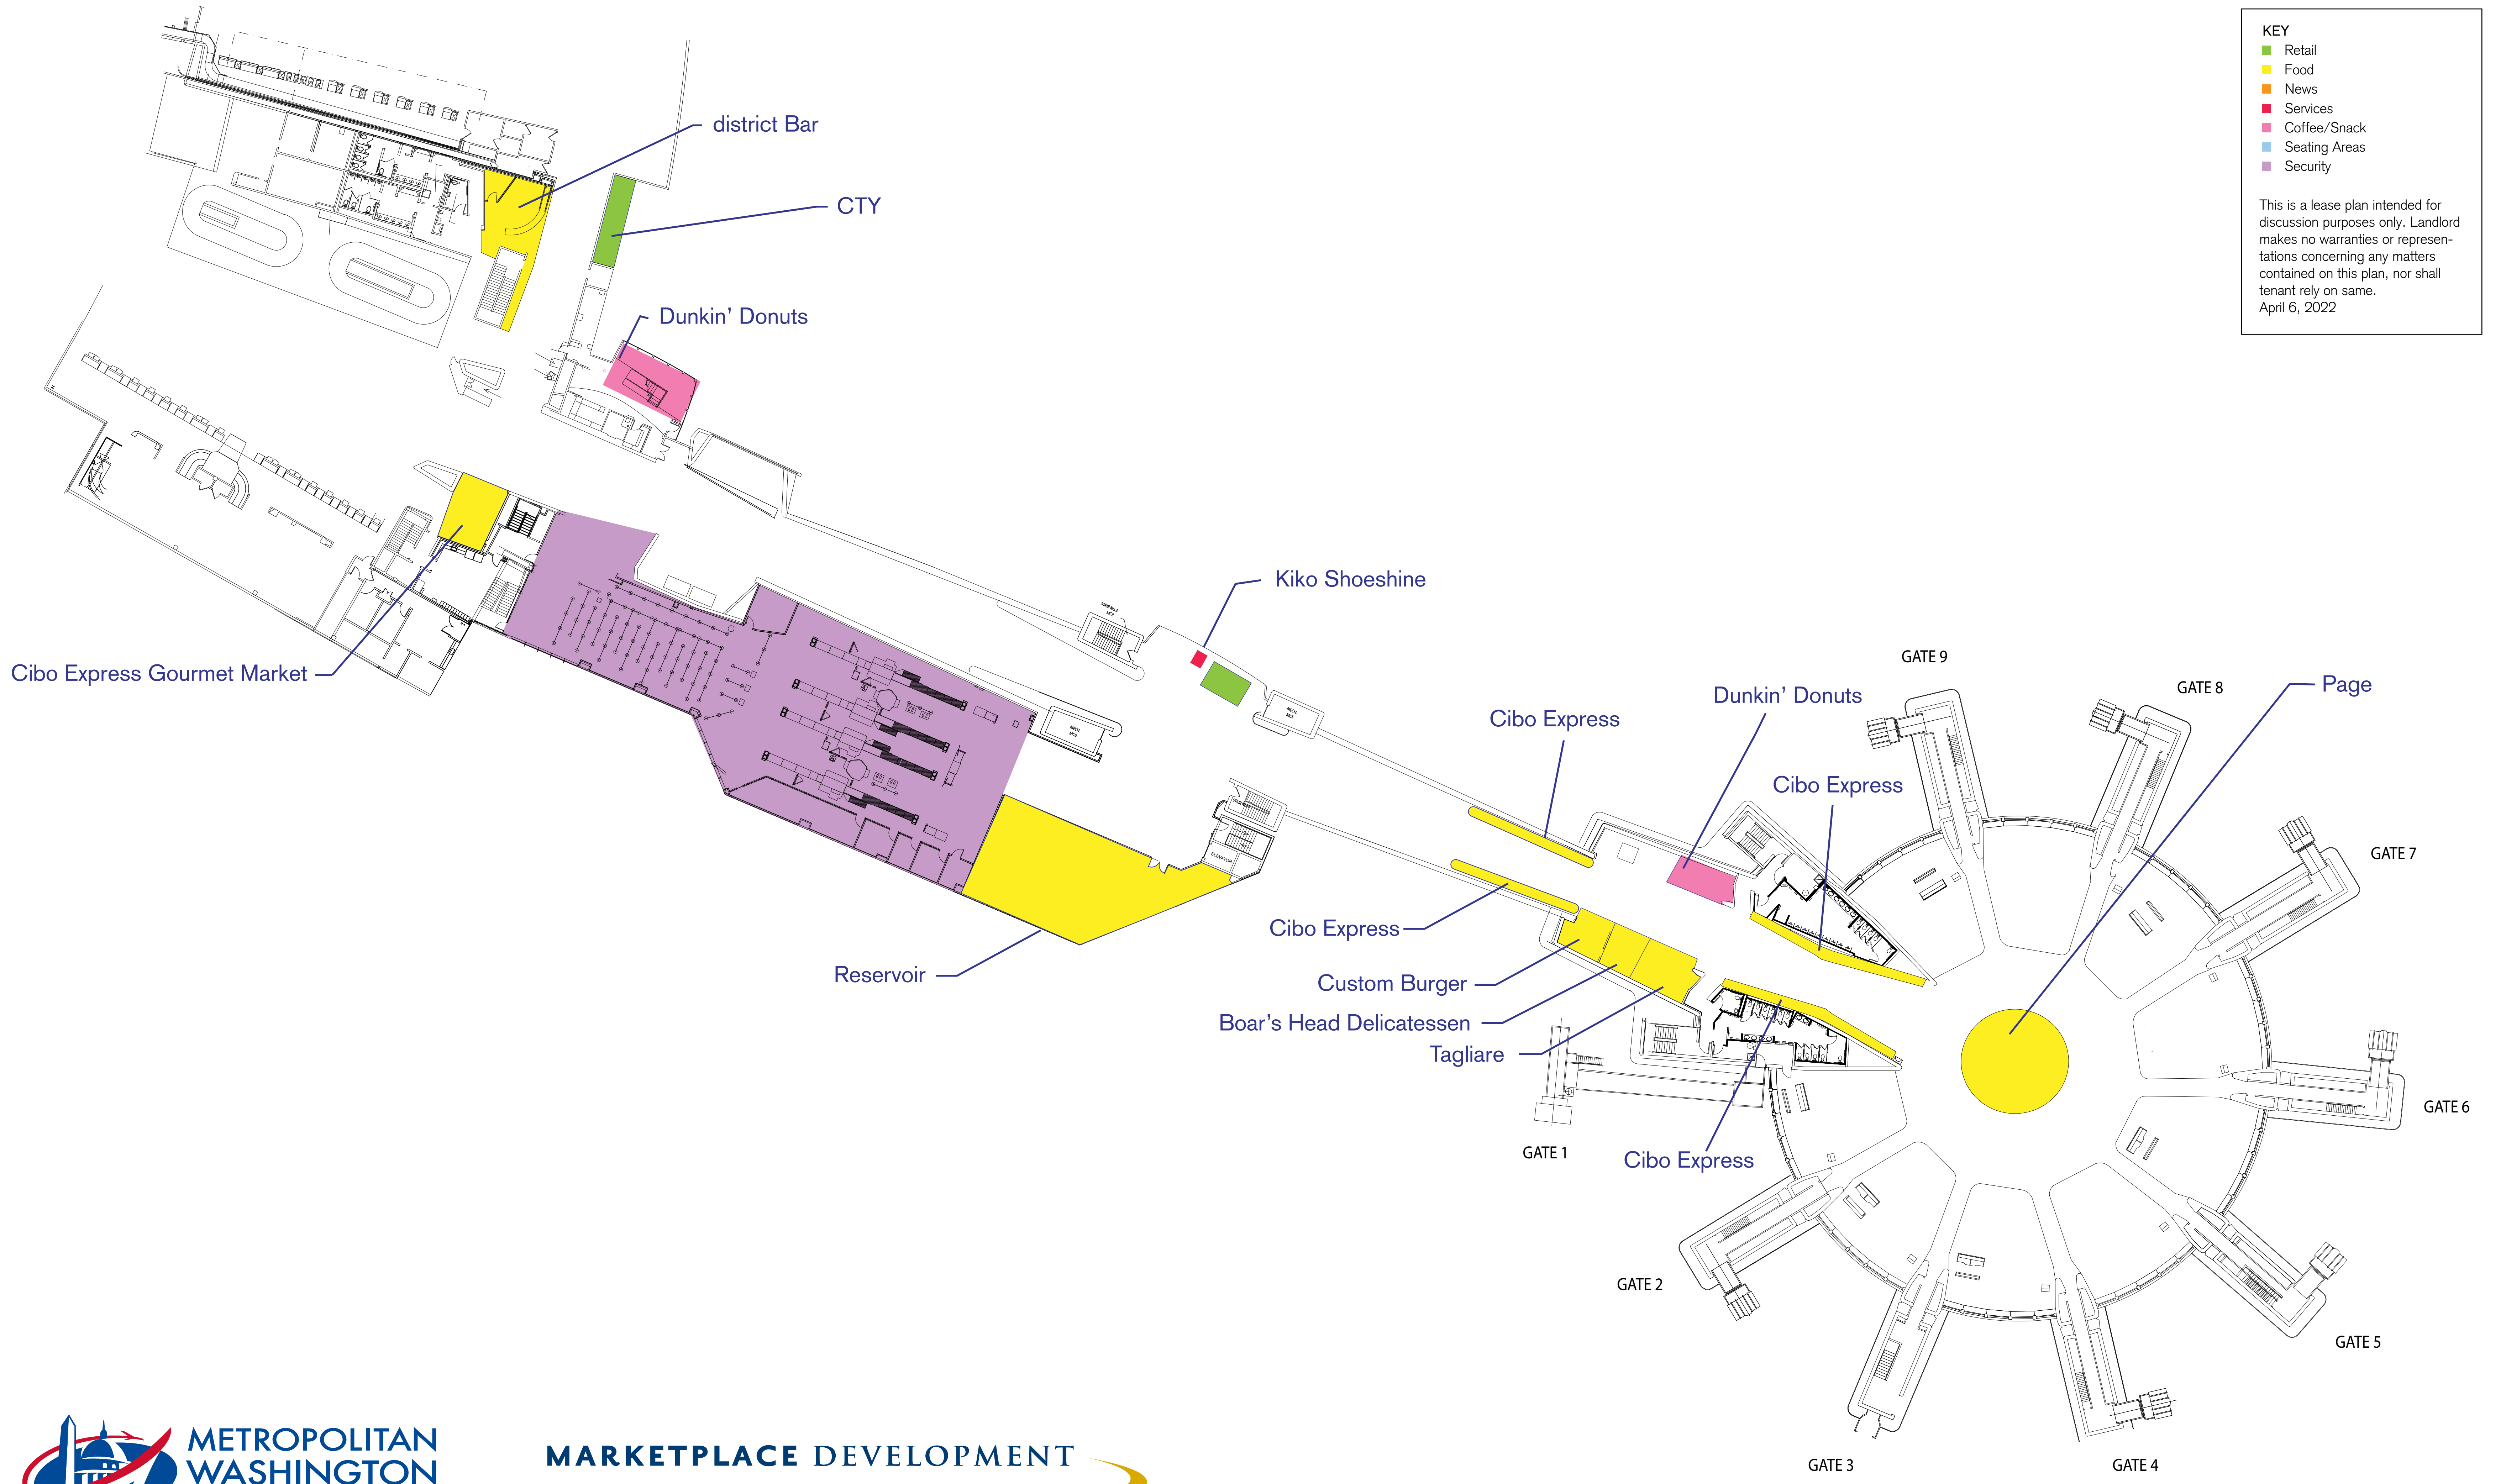 KEY
Retail
Food
News
Services
Coffee/Snack
Seating Areas
Security
This is a lease plan intended for
discussion purposes only. Landlord
makes no warranties or represen-
tations concerning any matters
contained on this plan, nor shall
tenant rely on same.
April 6, 2022
district Bar
CTY
Dunkin' Donuts
Kiko Shoeshine
Cibo Express Gourmet Market
GATE 9
GATE 8
Page
Dunkin' Donuts
Cibo Express
Cibo Express
GATE 7
ELEVATOR
Cibo Express
Reservoir
Custom Burger
Boar's Head Delicatessen
Tagliare
GATE 6
GATE 1
Cibo Express
GATE 2
GATE 5
GATE 3
GATE 4
METROPOLITAN
WASHINGTON
MARKETPLACE DEVELOPMENT